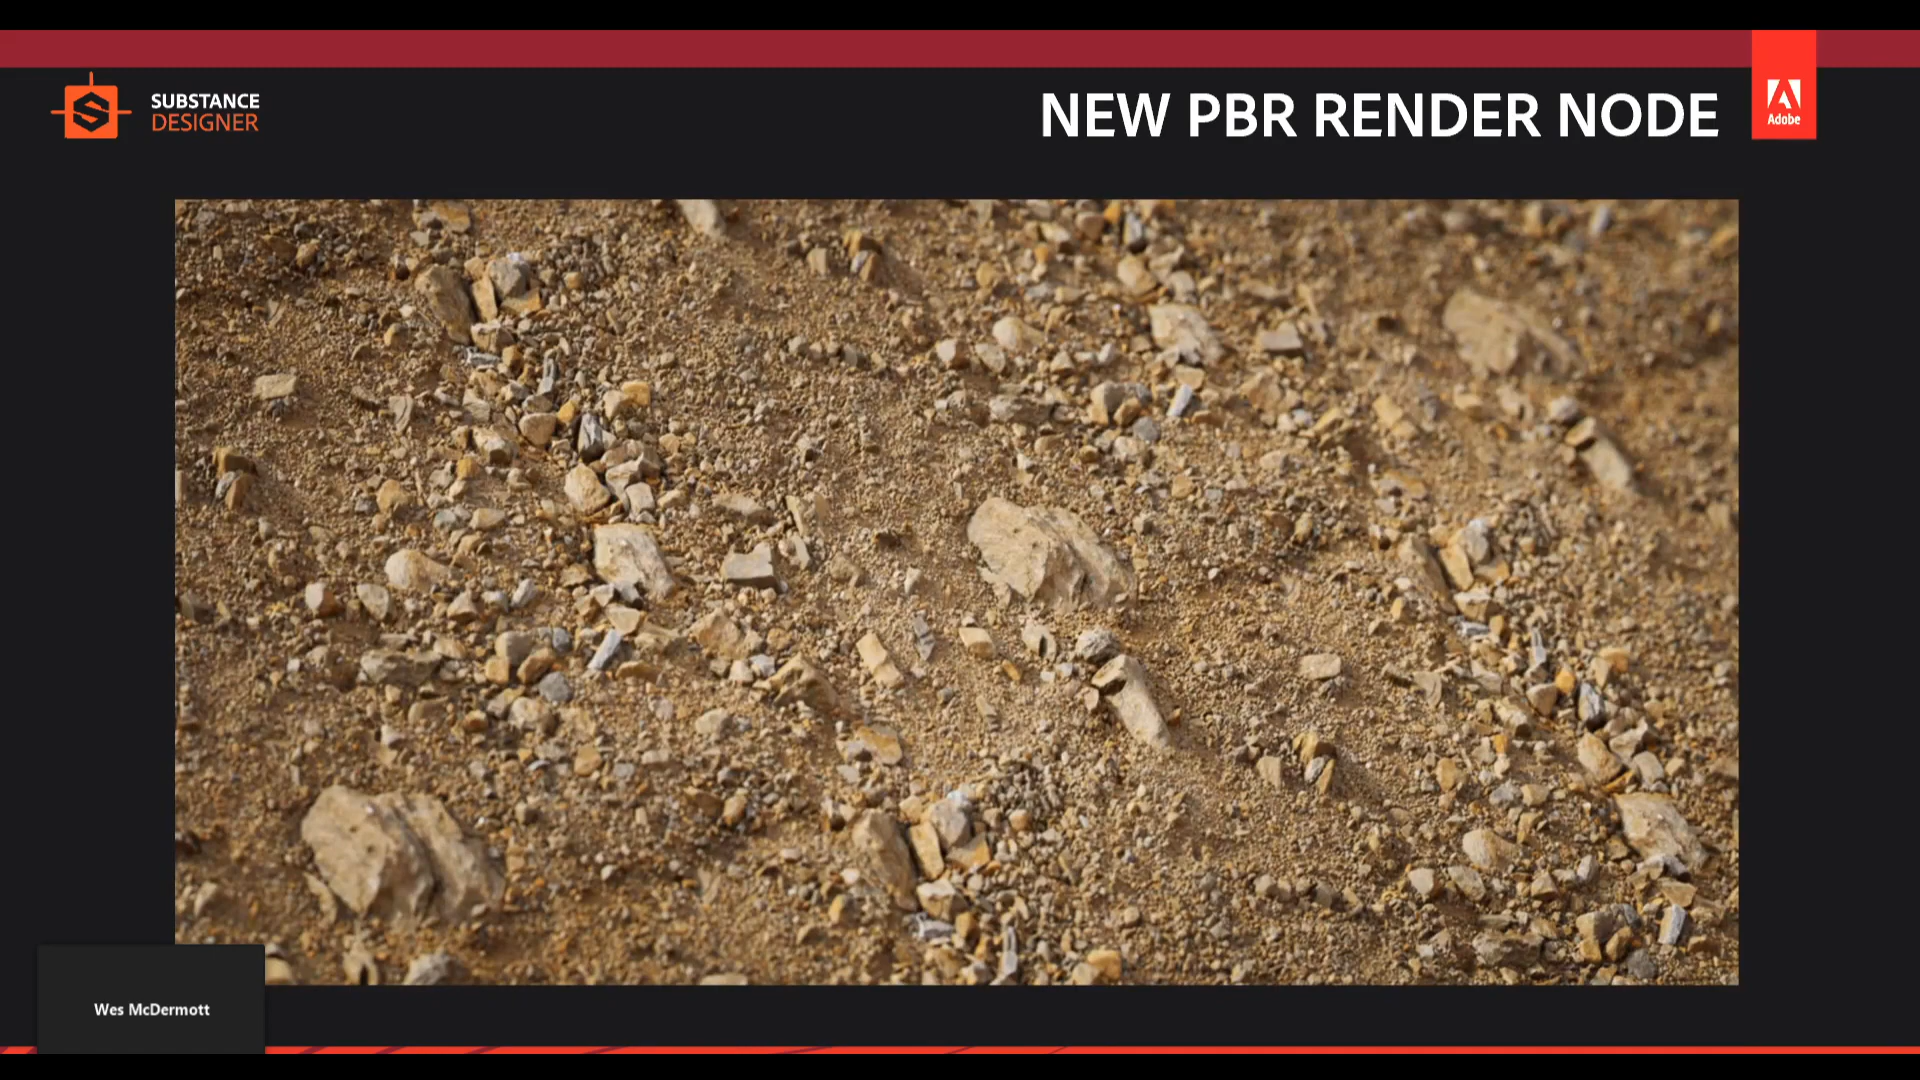 SUBSTANCE
DESIGNER
NEW PBR RENDER NODE
Adobe
Wes McDermott